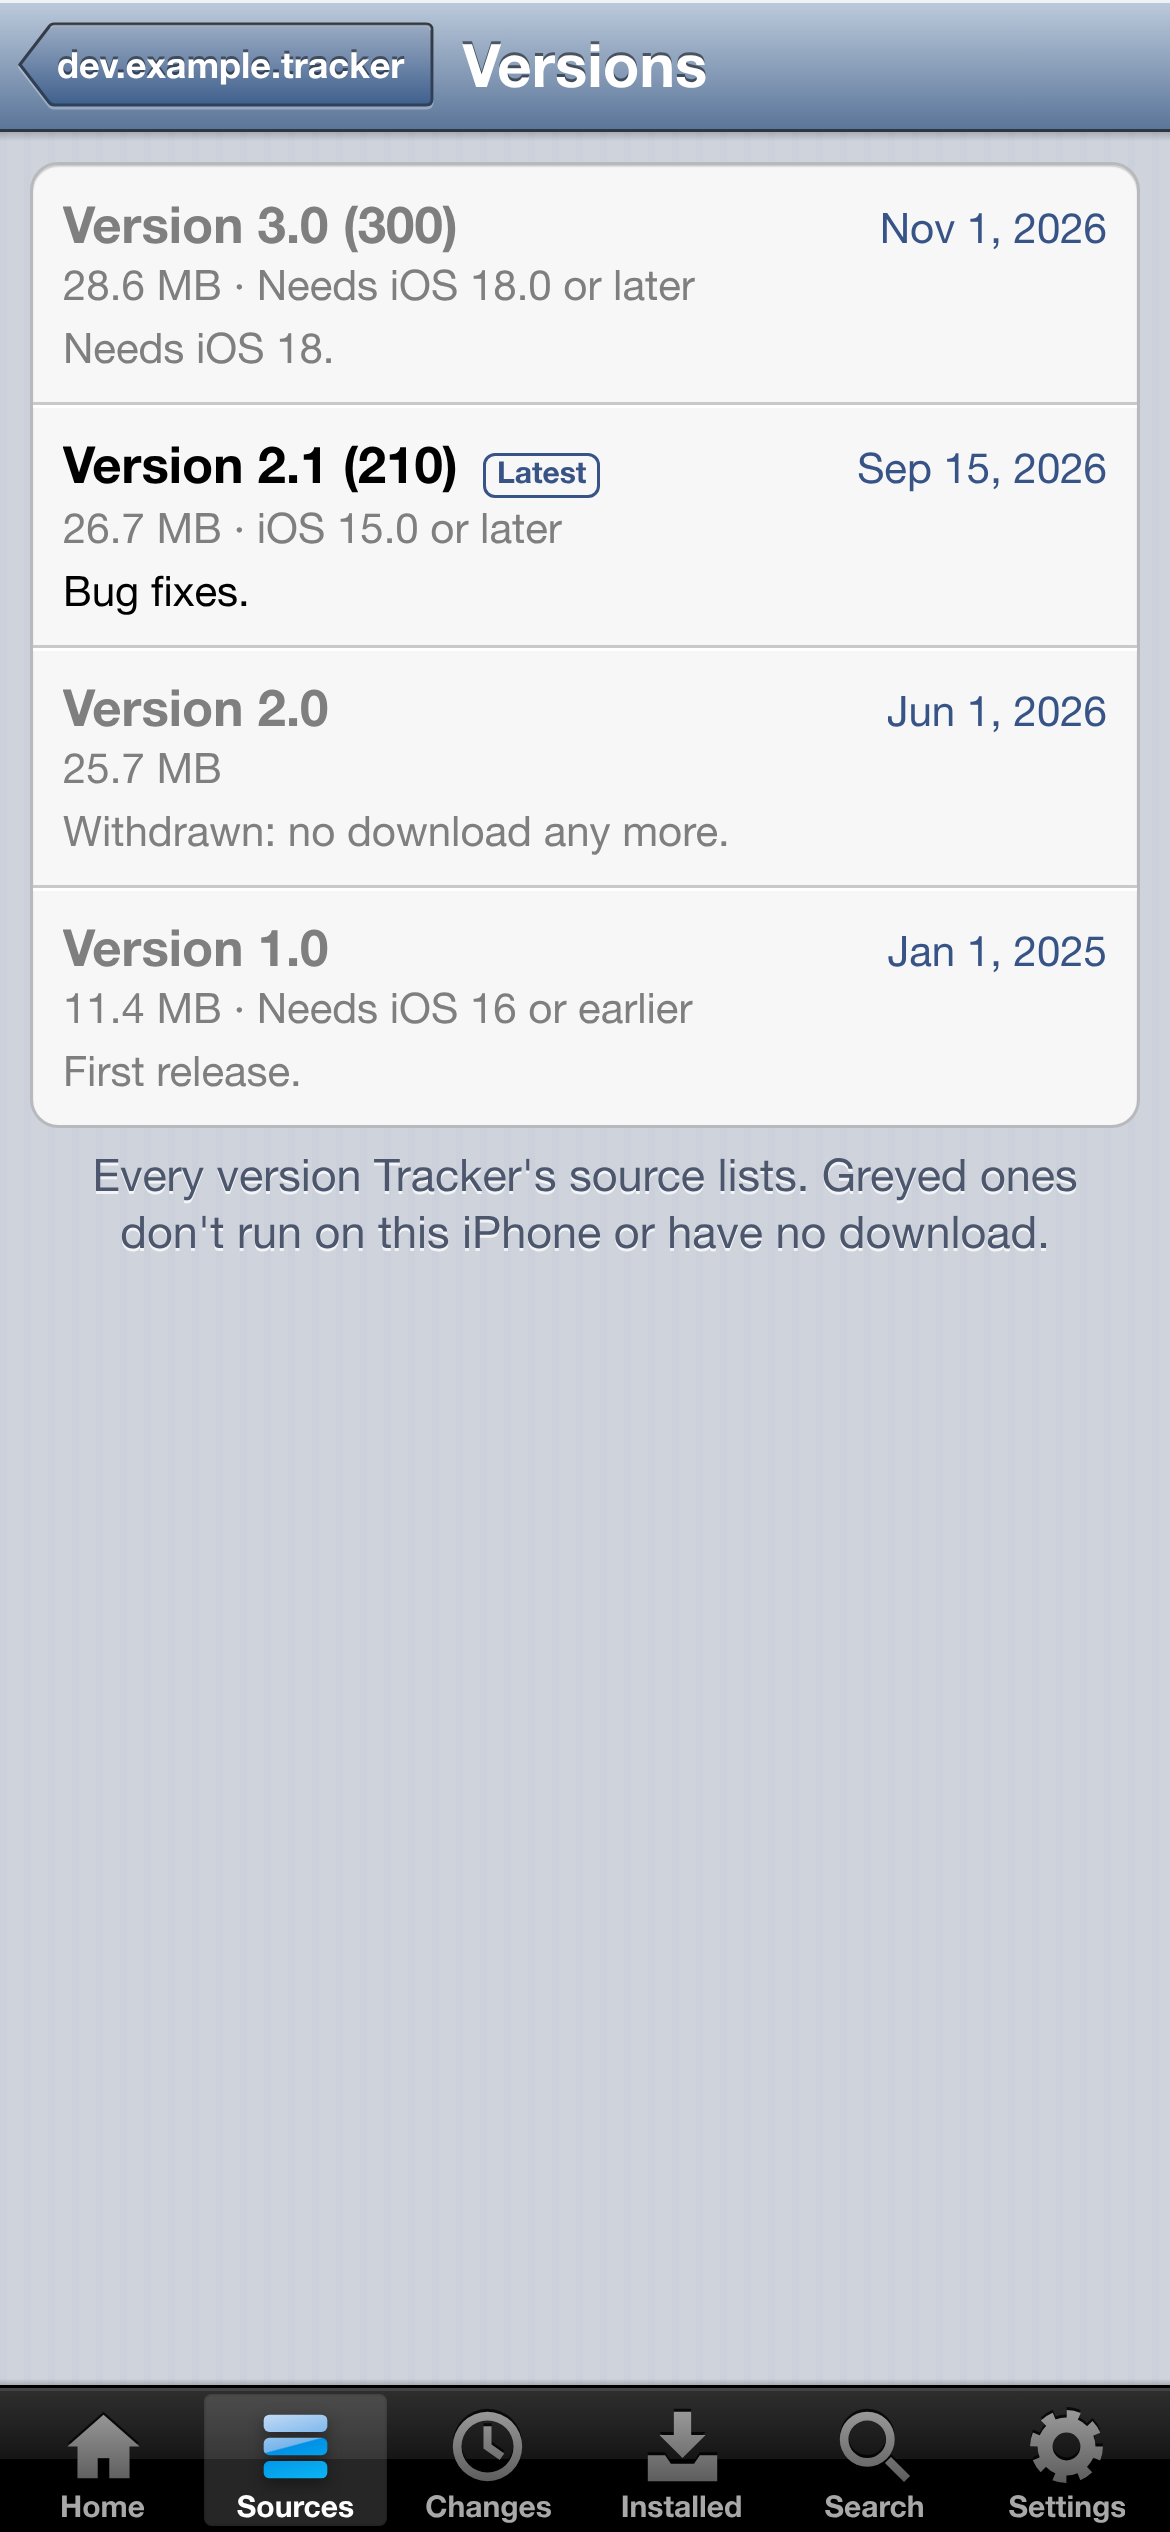 dev.example.tracker
Versions
Version 3.0 (300)
Nov 1, 2026
28.6 MB · Needs iOS 18.0 or later
Needs iOS 18.
Version 2.1 (210)
Latest
Sep 15, 2026
26.7 MB · iOS 15.0 or later
Bug fixes.
Version 2.0
Jun 1, 2026
25.7 MB
Withdrawn: no download any more.
Version 1.0
Jan 1, 2025
11.4 MB · Needs iOS 16 or earlier
First release.
Every version Tracker's source lists. Greyed ones
don't run on this iPhone or have no download.
Home
Sources
Changes
Installed
Search
Settings